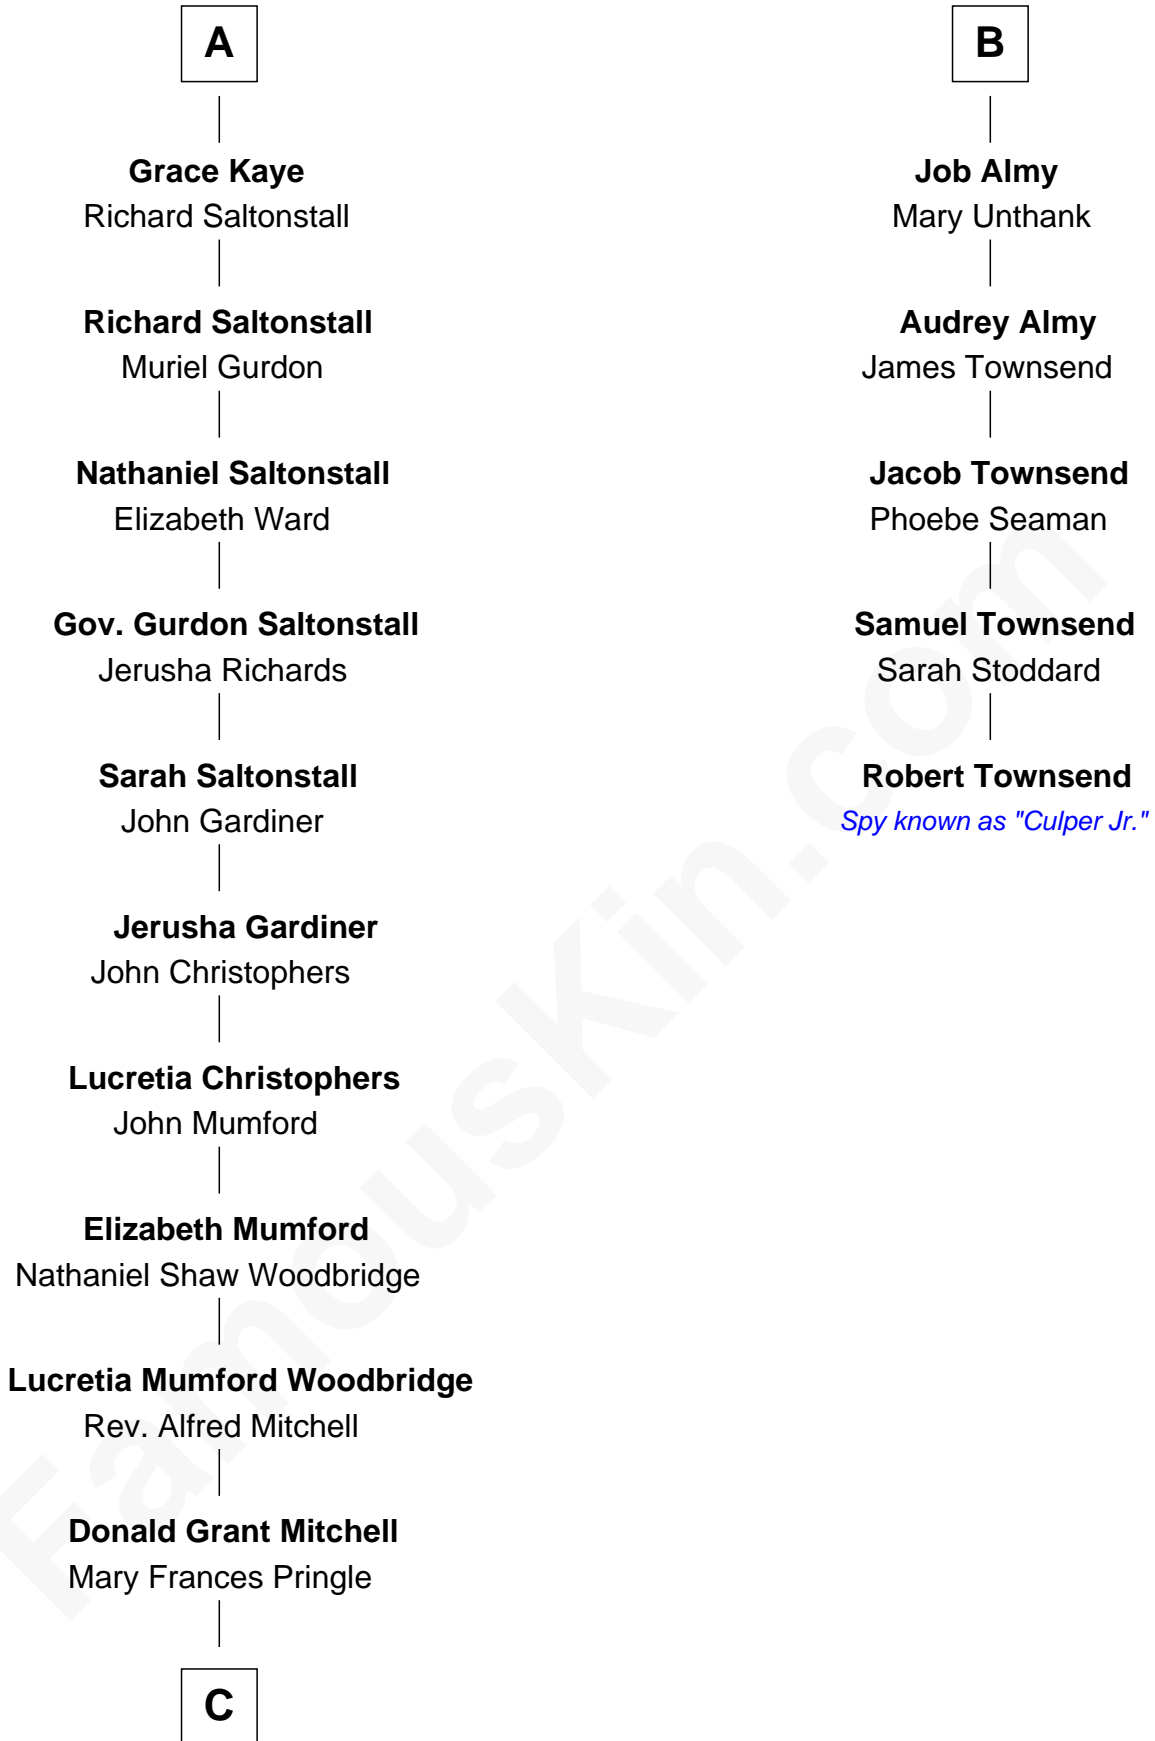 A
Grace Kaye
Richard Saltonstall
Richard Saltonstall
Muriel Gurdon
Nathaniel Saltonstall
Elizabeth Ward
Gov. Gurdon Saltonstall
Jerusha Richards
Sarah Saltonstall
John Gardiner
Jerusha Gardiner
John Christophers
Lucretia Christophers
John Mumford
Elizabeth Mumford
Nathaniel Shaw Woodbridge
Lucretia Mumford Woodbridge
Rev. Alfred Mitchell
Donald Grant Mitchell
Mary Frances Pringle
C
B
Job Almy
Mary Unthank
Audrey Almy
James Townsend
Jacob Townsend
Phoebe Seaman
Samuel Townsend
Sarah Stoddard
Robert Townsend
Spy known as "Culper Jr."
FamousKin.com